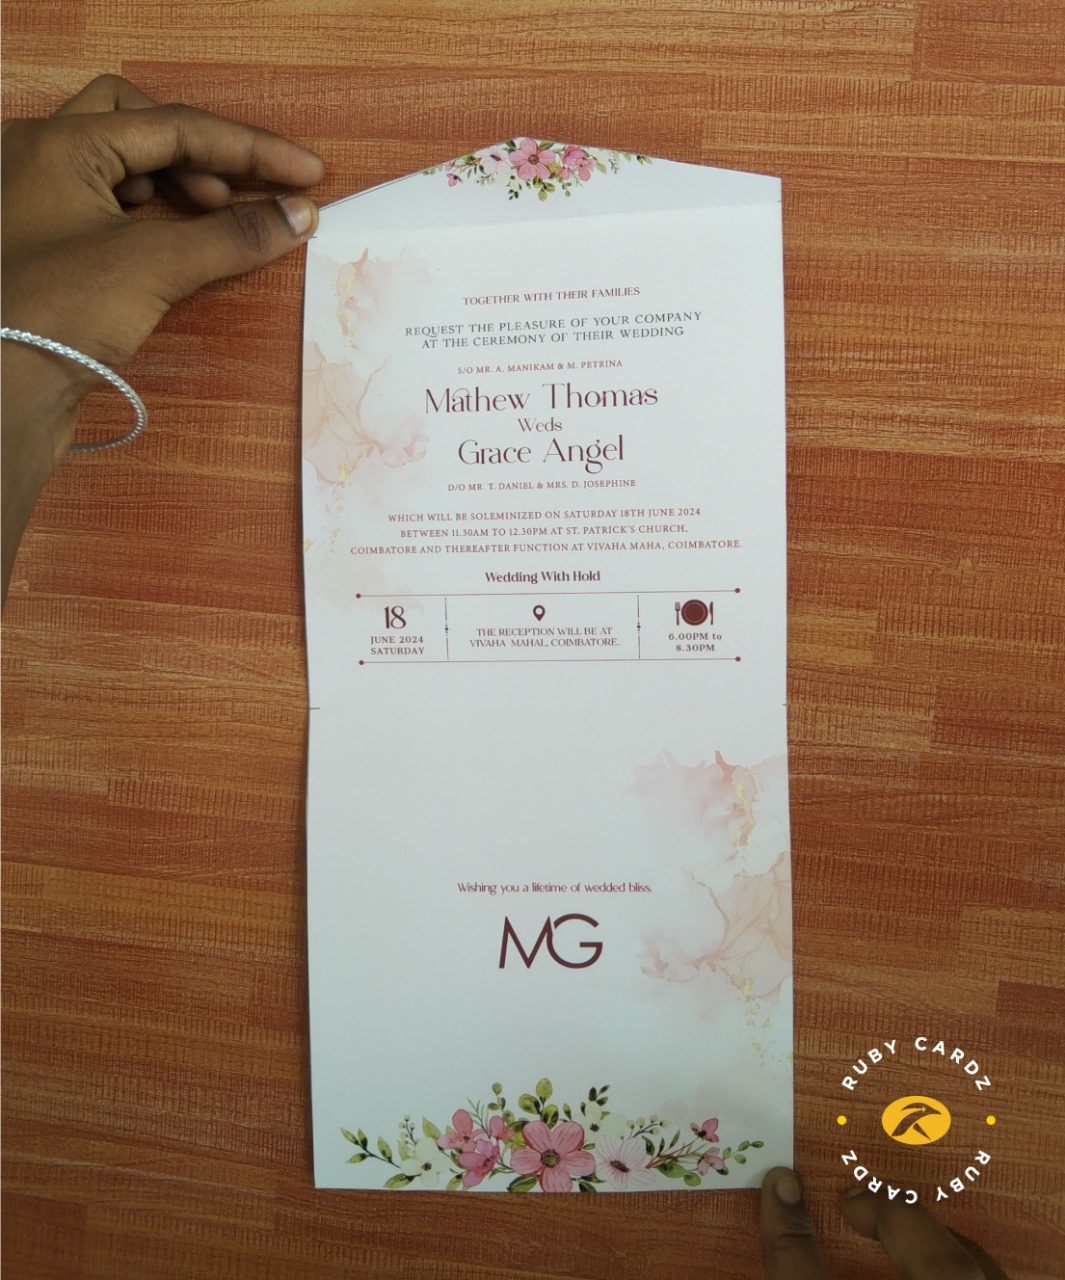 TOGETHER WITH THEIR FAMILIES
REQUEST THE PLEASURE OF YOUR COMPANY
AT THE CEREMONY OF THEIR WEDDING
S/O MR. A. MANIKAM & M. PETRINA
Mathew Thomas
Weds
Grace Angel
D/O MR. T. DANIEL & MRS. D. JOSEPHINE
WHICH WILL BE SOLEMINIZED ON SATURDAY 18TH JUNE 2024
BETWEEN 11.30AM TO 12.30PM AT ST. PATRICK'S CHURCH,
COIMBATORE AND THEREAFTER FUNCTION AT VIVAHA MAHA, COIMBATORE.
Wedding With Hold
18
JUNE 2024
SATURDAY
THE RECEPTION WILL BE AT
VIVAHA MAHAL, COIMBATORE.
6.00PM to
8.30PM
Wishing you a lifetime of wedded bliss.
MG
RUBY CARDZ
RUBY CARDZ